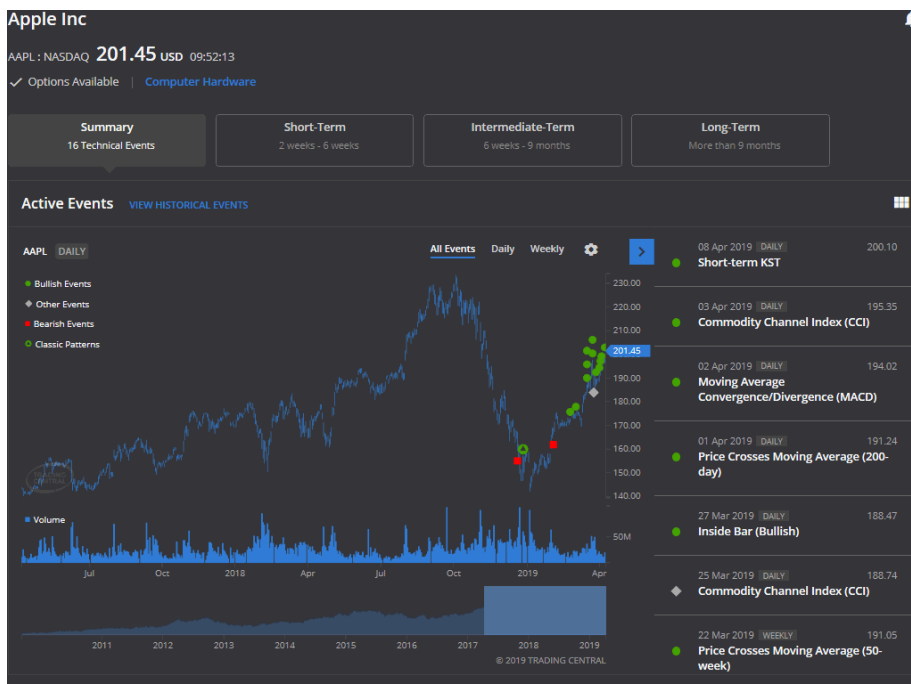 Apple Inc
AAPL : NASDAQ 201.45 USD 09:52:13
Options Available | Computer Hardware
Summary
16 Technical Events
Short-Term
2 weeks - 6 weeks
Intermediate-Term
6 weeks - 9 months
Long-Term
More than 9 months
Active Events VIEW HISTORICAL EVENTS
AAPL DAILY
All Events Daily Weekly
Bullish Events
Other Events
Bearish Events
Classic Patterns
230.00
220.00
210.00
201.45
190.00
180.00
170.00
160.00
150.00
140.00
TRADING
CENTRAL
Volume
50M
Jul Oct 2018 Apr Jul Oct 2019 Apr
2011 2012 2013 2014 2015 2016 2017 2018 2019
© 2019 TRADING CENTRAL
08 Apr 2019 DAILY 200.10
Short-term KST
03 Apr 2019 DAILY 195.35
Commodity Channel Index (CCI)
02 Apr 2019 DAILY 194.02
Moving Average
Convergence/Divergence (MACD)
01 Apr 2019 DAILY 191.24
Price Crosses Moving Average (200-
day)
27 Mar 2019 DAILY 188.47
Inside Bar (Bullish)
25 Mar 2019 DAILY 188.74
Commodity Channel Index (CCI)
22 Mar 2019 WEEKLY 191.05
Price Crosses Moving Average (50-
week)